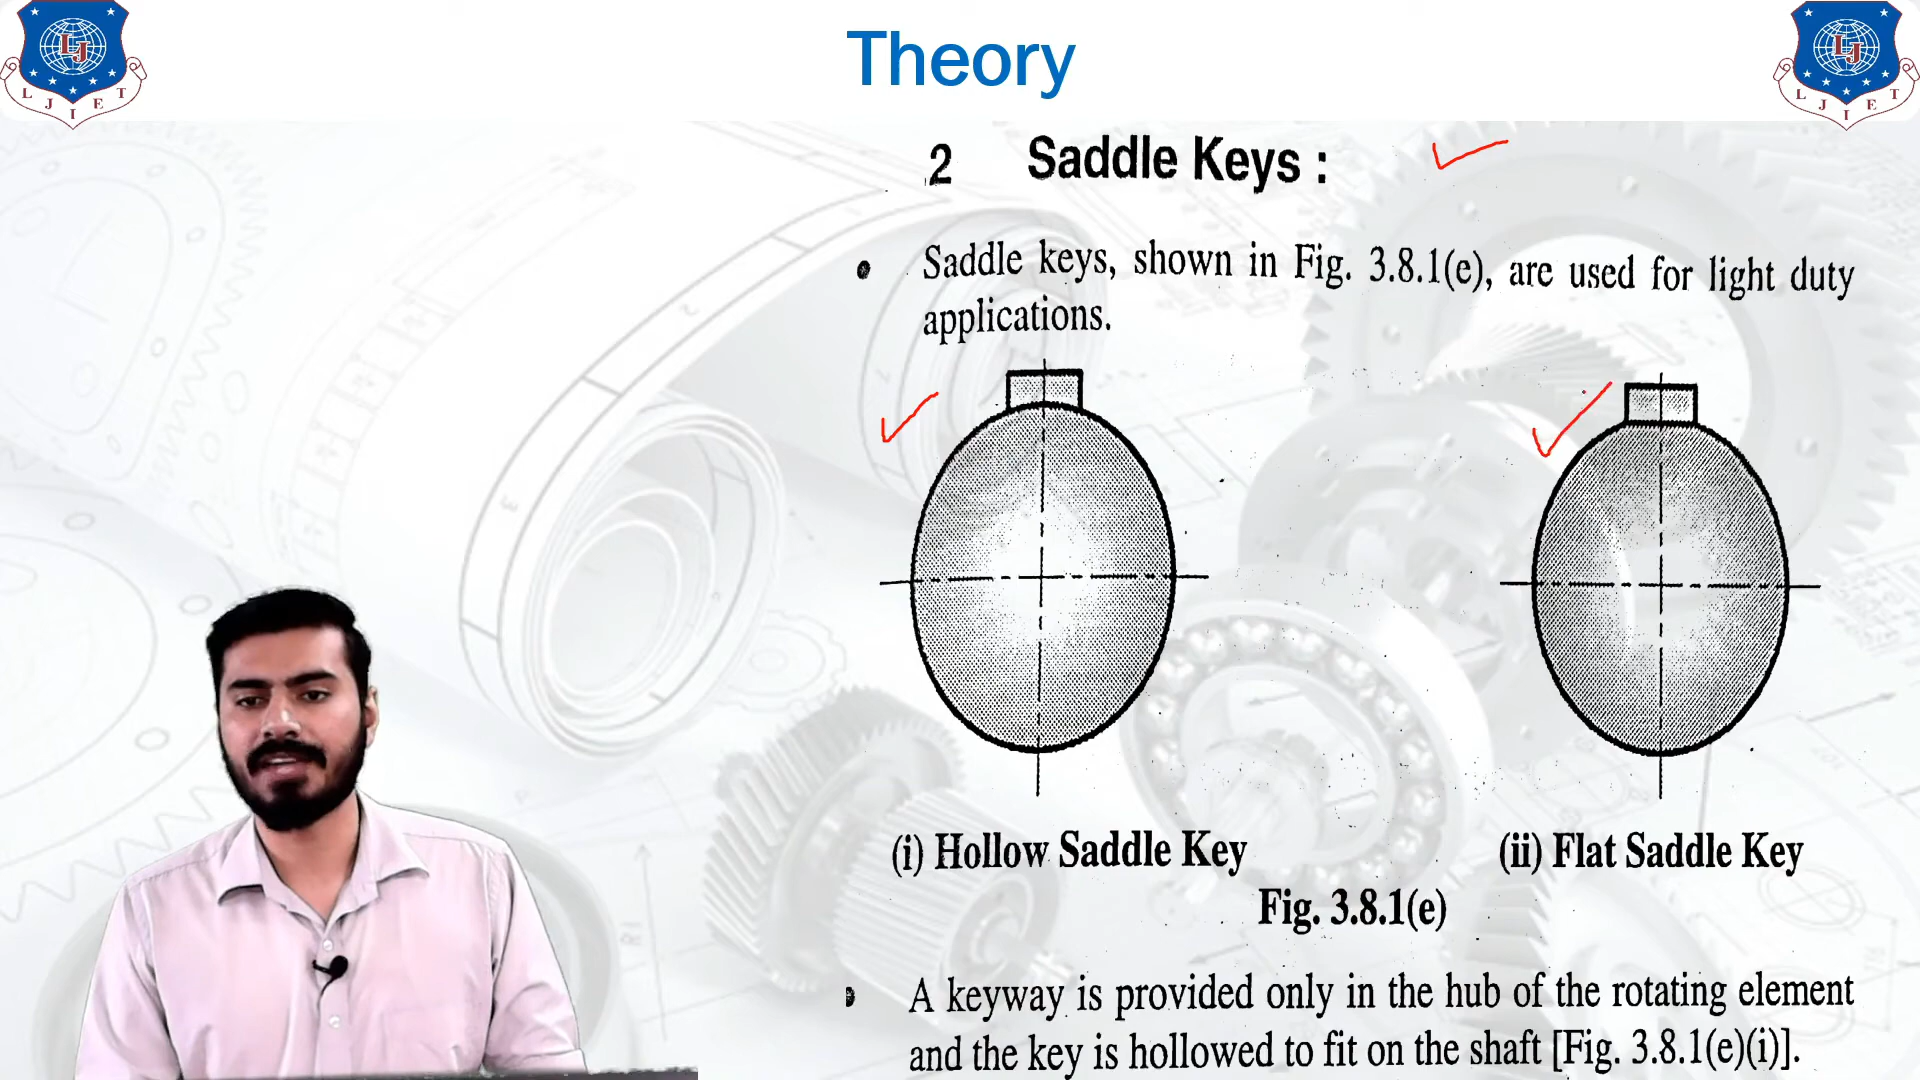 Theory
L J I E T
L J I E T
2 Saddle Keys :
Saddle keys, shown in Fig. 3.8.1(e), are used for light duty
applications.
(i) Hollow Saddle Key
(ii) Flat Saddle Key
Fig. 3.8.1(e)
A keyway is provided only in the hub of the rotating element
and the key is hollowed to fit on the shaft [Fig. 3.8.1(e)(i)].